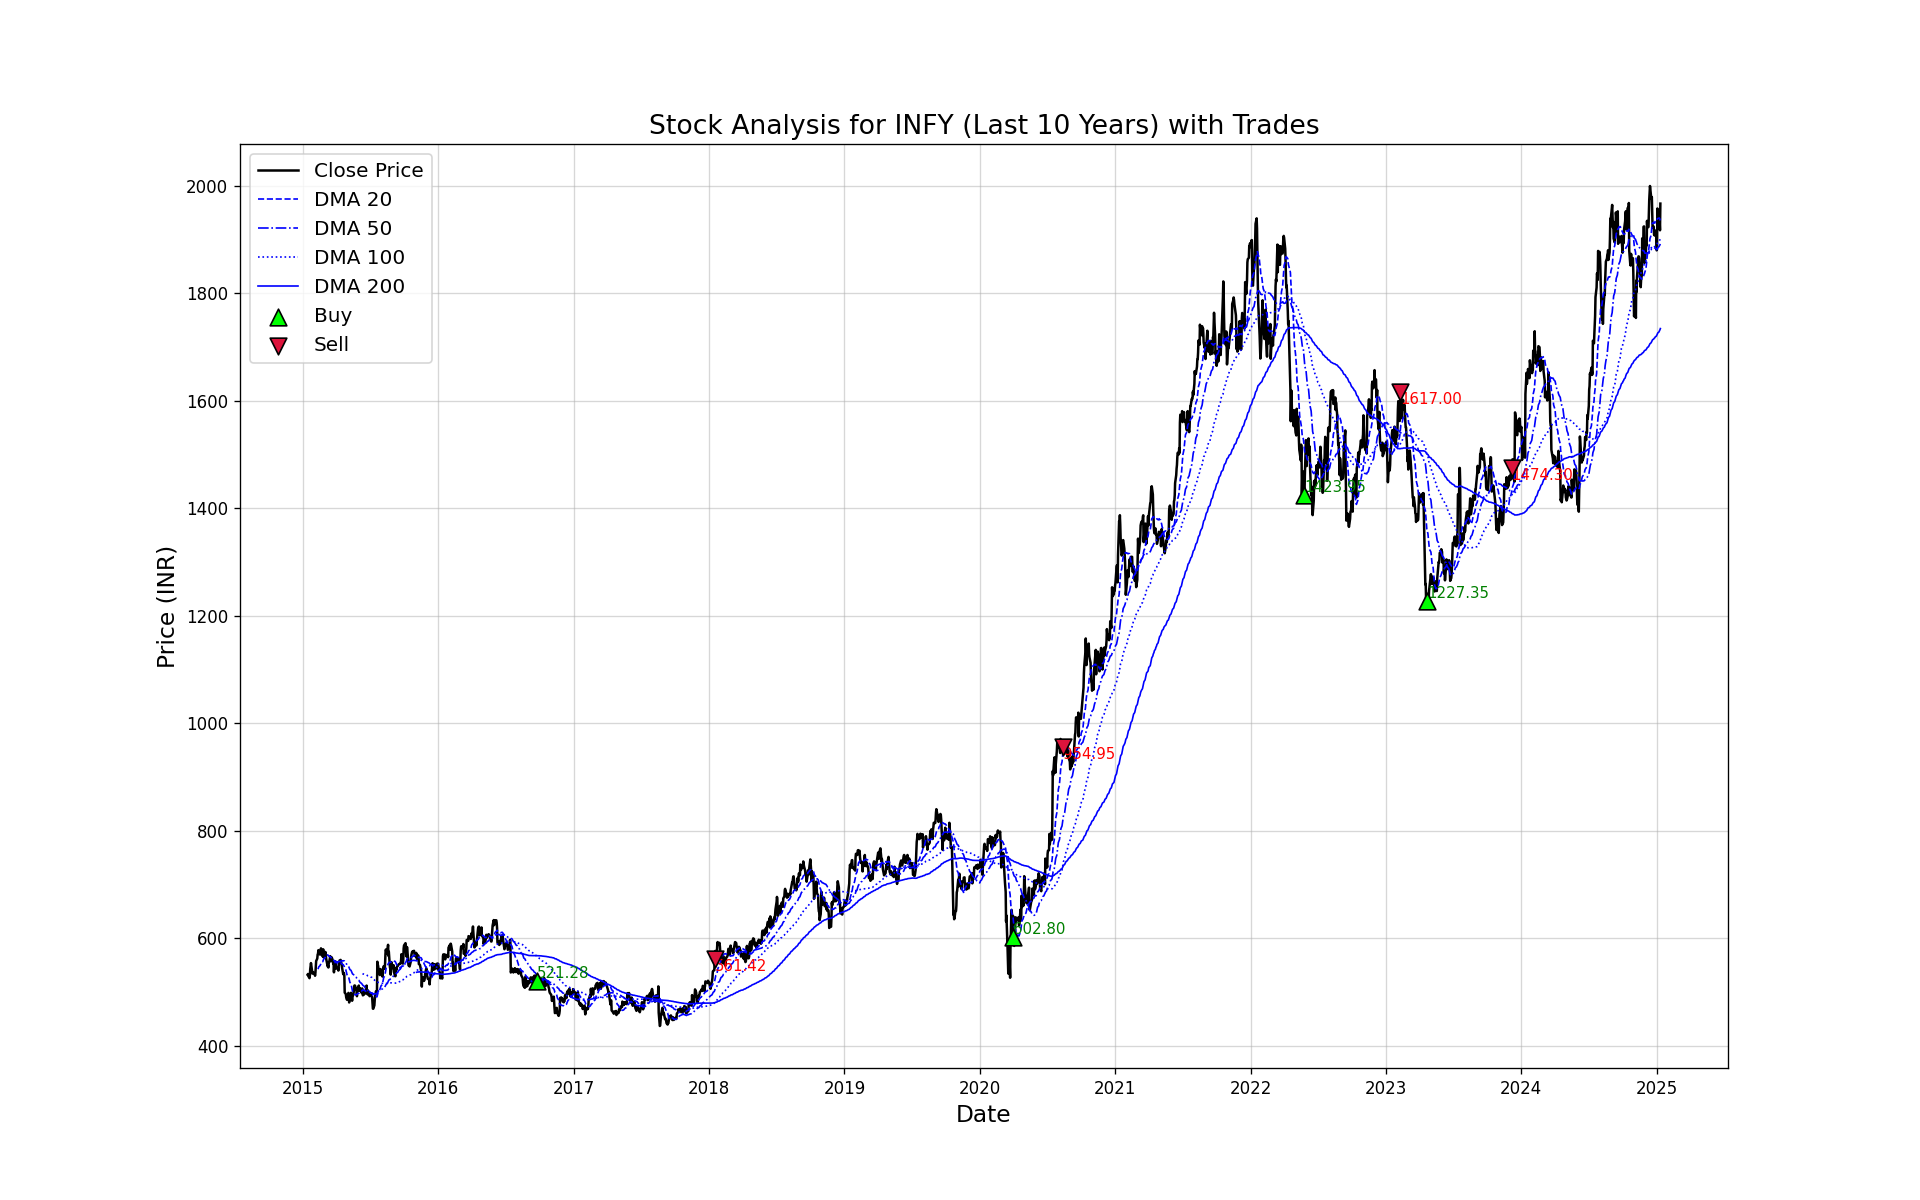 Stock Analysis for INFY (Last 10 Years) with Trades
Close Price
DMA 20
DMA 50
DMA 100
DMA 200
Buy
Sell
Price (INR)
2000
1800
1600
1400
1200
1000
800
600
400
521.28
561.42
602.80
954.95
1617.00
1227.35
1474.30
2015
2016
2017
2018
2019
2020
2021
2022
2023
2024
2025
Date